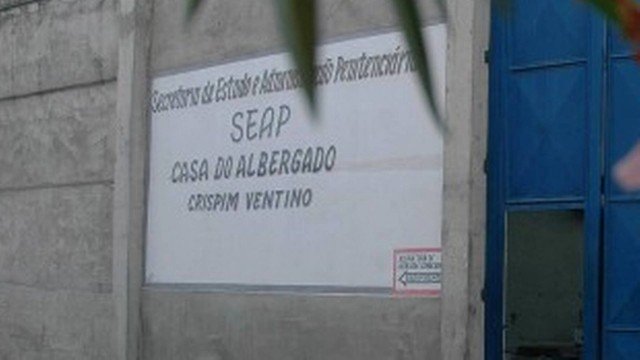 Secretaria de Estado e Administração Penitenciária
SEAP
CASA DO ALBERGADO
CRISPIM VENTINO